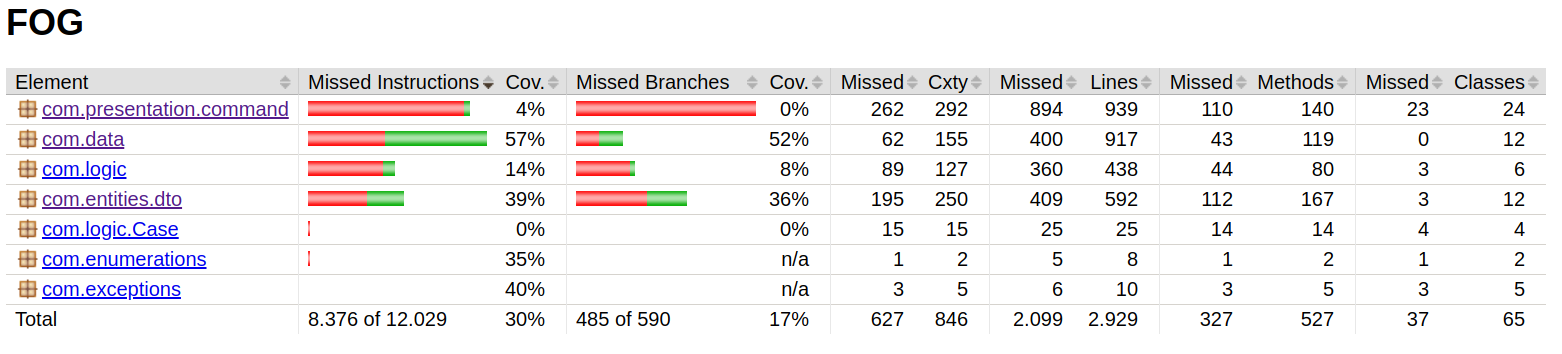 FOG
Element Missed Instructions Cov. Missed Branches Cov. Missed Cxty Missed Lines Missed Methods Missed Classes
com.presentation.command 4% 0% 262 292 894 939 110 140 23 24
com.data 57% 52% 62 155 400 917 43 119 0 12
com.logic 14% 8% 89 127 360 438 44 80 3 6
com.entities.dto 39% 36% 195 250 409 592 112 167 3 12
com.logic.Case 0% 0% 15 15 25 25 14 14 4 4
com.enumerations 35% n/a 1 2 5 8 1 2 1 2
com.exceptions 40% n/a 3 5 6 10 3 5 3 5
Total 8.376 of 12.029 30% 485 of 590 17% 627 846 2.099 2.929 327 527 37 65